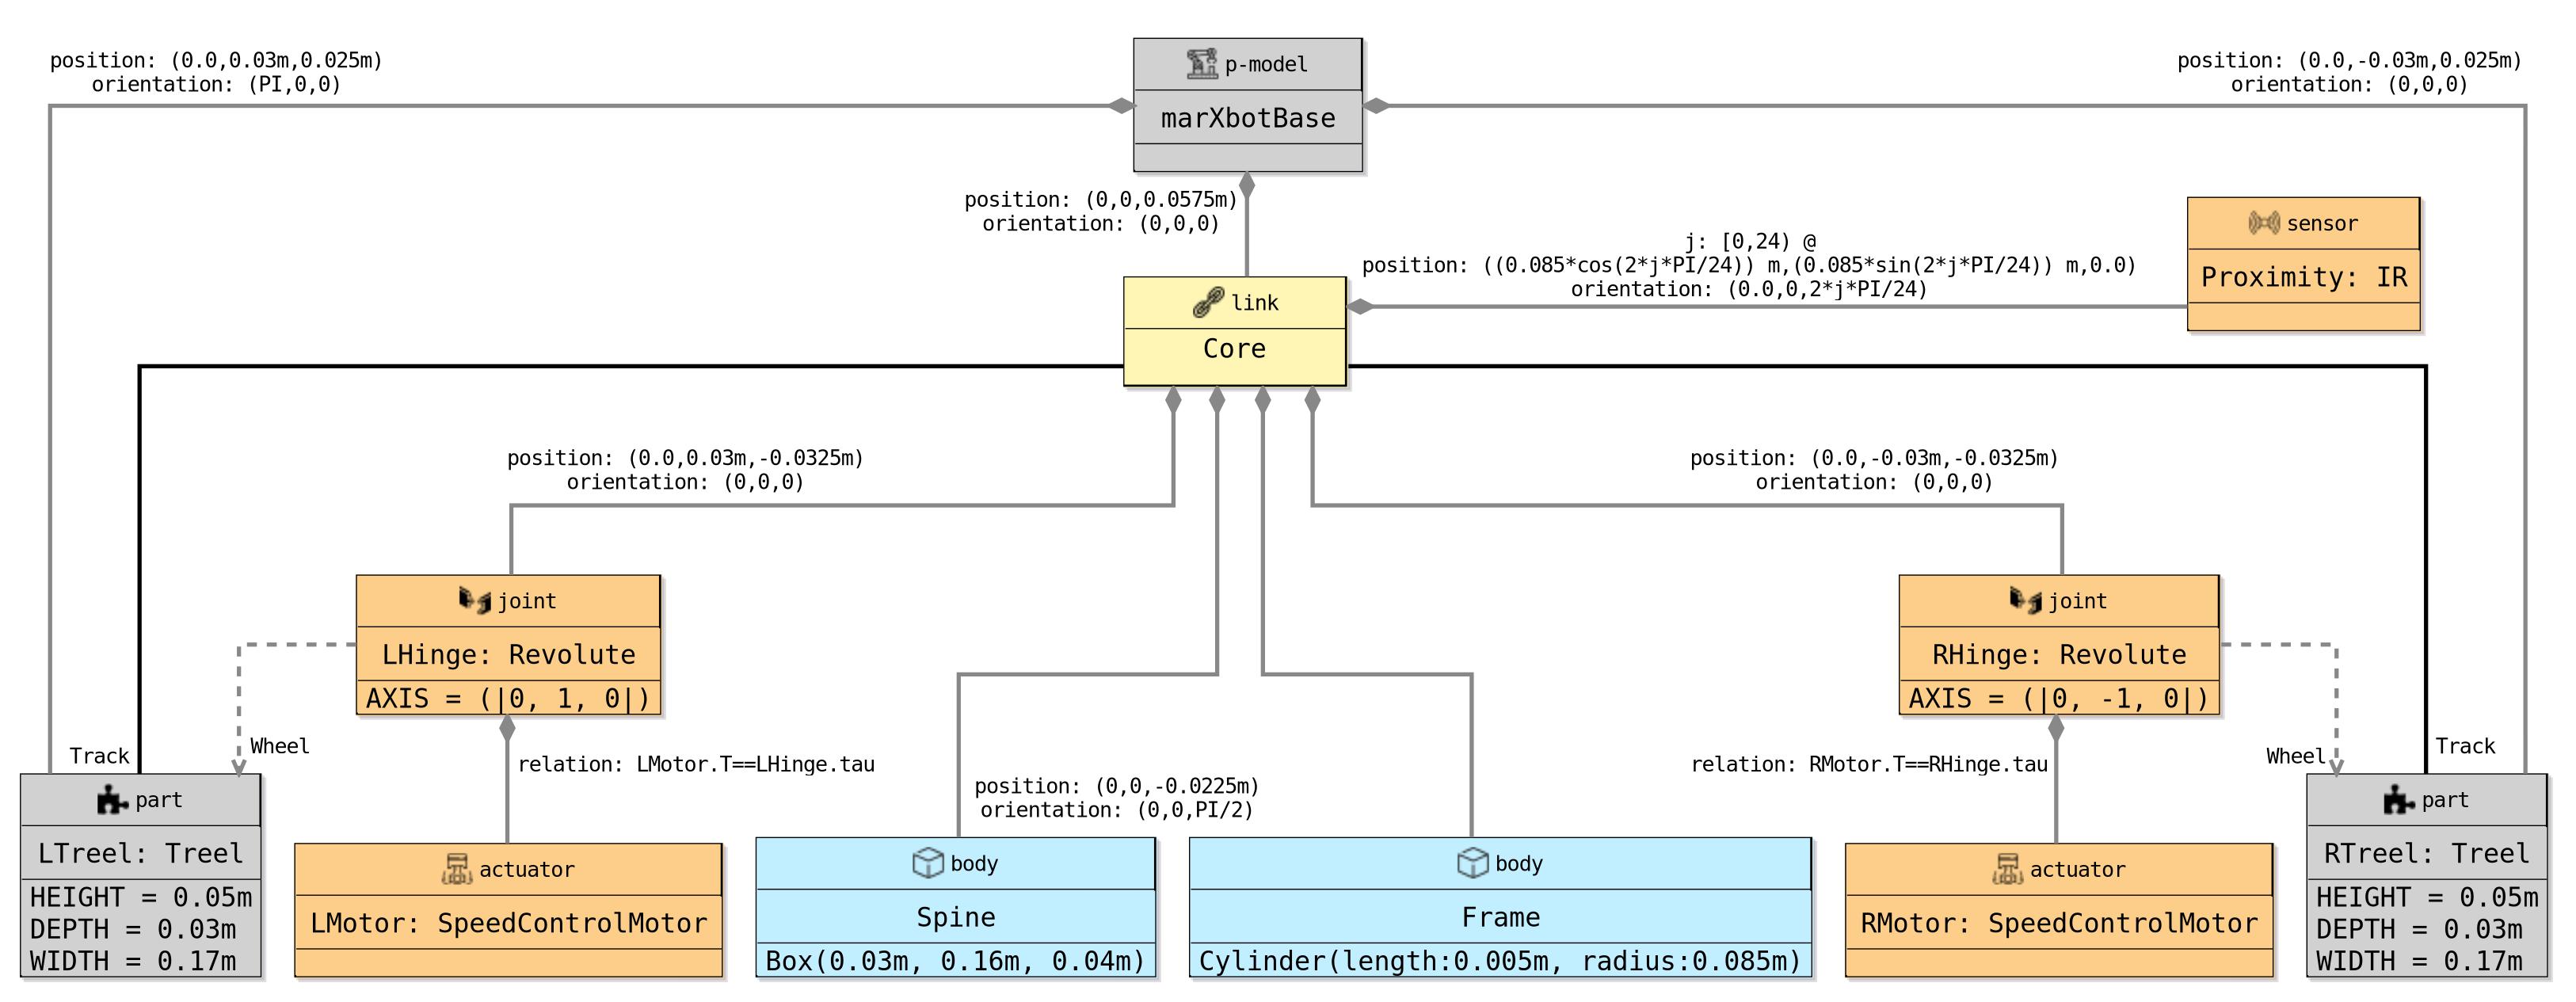 position: (0.0,0.03m,0.025m)
orientation: (PI,0,0)
p-model
marXbotBase
position: (0.0,-0.03m,0.025m)
orientation: (0,0,0)
position: (0,0,0.0575m)
orientation: (0,0,0)
j: [0,24) @
position: ((0.085*cos(2*j*PI/24)) m,(0.085*sin(2*j*PI/24)) m,0.0)
orientation: (0.0,0,2*j*PI/24)
sensor
Proximity: IR
link
Core
position: (0.0,0.03m,-0.0325m)
orientation: (0,0,0)
position: (0.0,-0.03m,-0.0325m)
orientation: (0,0,0)
joint
LHinge: Revolute
AXIS = (|0, 1, 0|)
joint
RHinge: Revolute
AXIS = (|0, -1, 0|)
Track
Wheel
relation: LMotor.T==LHinge.tau
position: (0,0,-0.0225m)
orientation: (0,0,PI/2)
relation: RMotor.T==RHinge.tau
Wheel
Track
part
LTreel: Treel
HEIGHT = 0.05m
DEPTH = 0.03m
WIDTH = 0.17m
actuator
LMotor: SpeedControlMotor
body
Spine
Box(0.03m, 0.16m, 0.04m)
body
Frame
Cylinder(length:0.005m, radius:0.085m)
actuator
RMotor: SpeedControlMotor
part
RTreel: Treel
HEIGHT = 0.05m
DEPTH = 0.03m
WIDTH = 0.17m